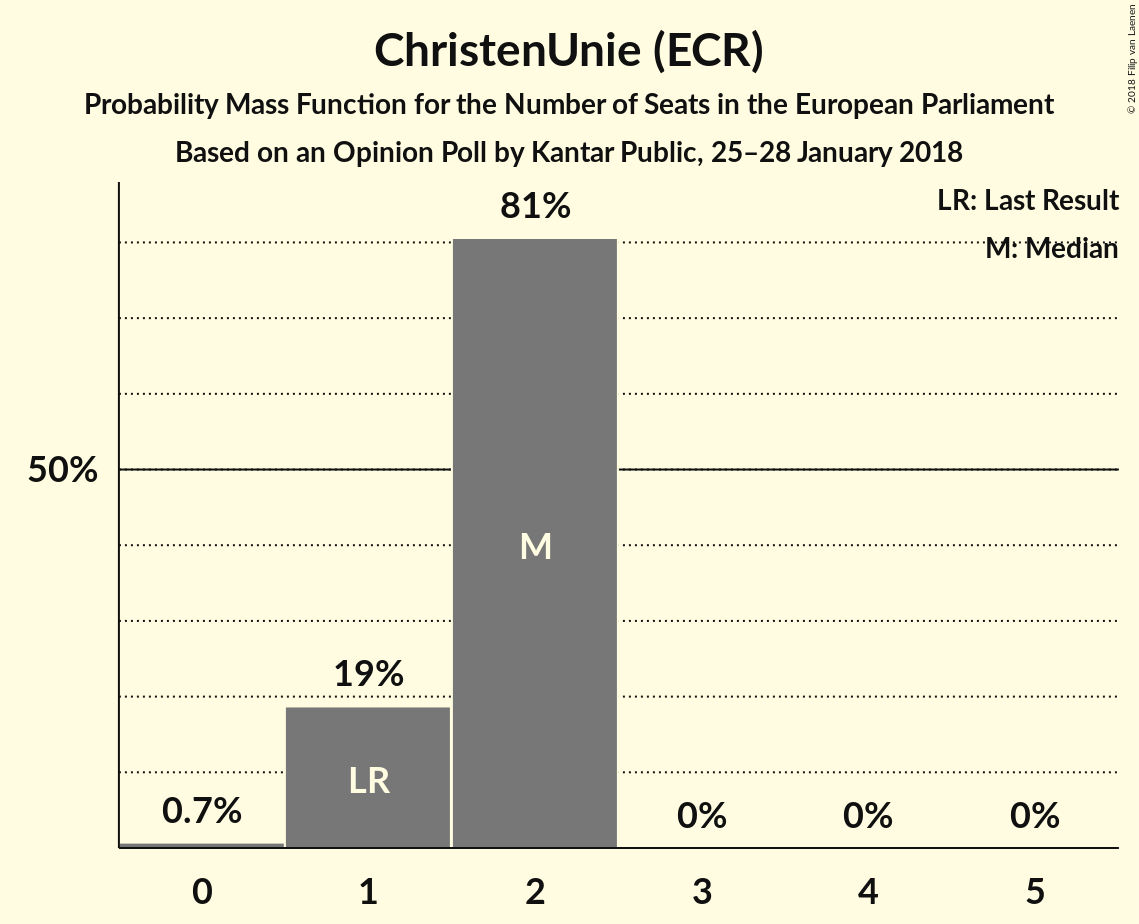 ChristenUnie (ECR)
Probability Mass Function for the Number of Seats in the European Parliament
Based on an Opinion Poll by Kantar Public, 25–28 January 2018
© 2018 Filip van Laenen
LR: Last Result
M: Median
81%
50%
M
19%
LR
0.7%
0%
0%
0%
0
1
2
3
4
5